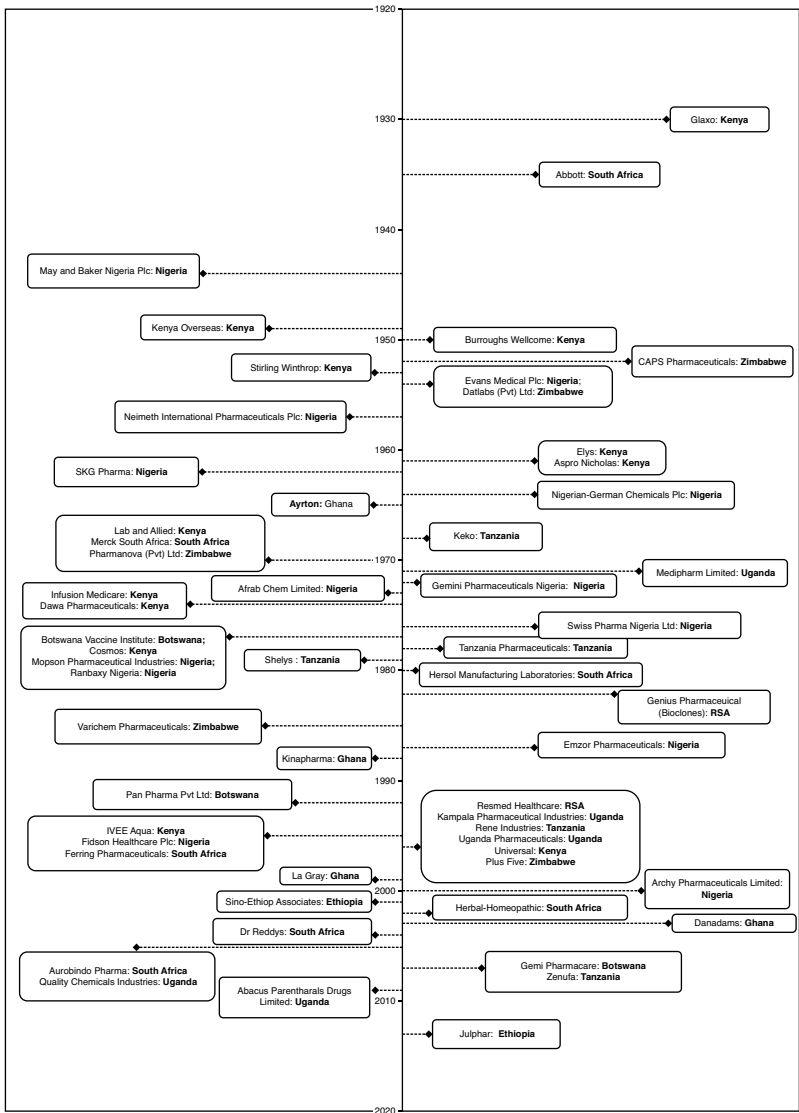 1920
Glaxo: Kenya
1930
Abbott: South Africa
1940
May and Baker Nigeria Plc: Nigeria
Kenya Overseas: Kenya
1950
Burroughs Wellcome: Kenya
CAPS Pharmaceuticals: Zimbabwe
Stirling Winthrop: Kenya
Evans Medical Plc: Nigeria;
Datlabs (Pvt) Ltd: Zimbabwe
Neimeth International Pharmaceuticals Plc: Nigeria
1960
Elys: Kenya
Aspro Nicholas: Kenya
SKG Pharma: Nigeria
Nigerian-German Chemicals Plc: Nigeria
Ayrton: Ghana
Lab and Allied: Kenya
Merck South Africa: South Africa
Pharmanova (Pvt) Ltd: Zimbabwe
Keko: Tanzania
1970
Medipharm Limited: Uganda
Afrab Chem Limited: Nigeria
Gemini Pharmaceuticals Nigeria: Nigeria
Infusion Medicare: Kenya
Dawa Pharmaceuticals: Kenya
Swiss Pharma Nigeria Ltd: Nigeria
Botswana Vaccine Institute: Botswana;
Cosmos: Kenya
Mopson Pharmaceutical Industries: Nigeria;
Ranbaxy Nigeria: Nigeria
Tanzania Pharmaceuticals: Tanzania
Shelys : Tanzania
1980
Hersol Manufacturing Laboratories: South Africa
Genius Pharmaceuical
(Bioclones): RSA
Varichem Pharmaceuticals: Zimbabwe
Emzor Pharmaceuticals: Nigeria
Kinapharma: Ghana
1990
Pan Pharma Pvt Ltd: Botswana
Resmed Healthcare: RSA
Kampala Pharmaceutical Industries: Uganda
Rene Industries: Tanzania
Uganda Pharmaceuticals: Uganda
Universal: Kenya
Plus Five: Zimbabwe
IVEE Aqua: Kenya
Fidson Healthcare Plc: Nigeria
Ferring Pharmaceuticals: South Africa
La Gray: Ghana
2000
Archy Pharmaceuticals Limited:
Nigeria
Sino-Ethiop Associates: Ethiopia
Herbal-Homeopathic: South Africa
Danadams: Ghana
Dr Reddys: South Africa
Aurobindo Pharma: South Africa
Quality Chemicals Industries: Uganda
Gemi Pharmacare: Botswana
Zenufa: Tanzania
Abacus Parentharals Drugs
Limited: Uganda
2010
Julphar: Ethiopia
2020